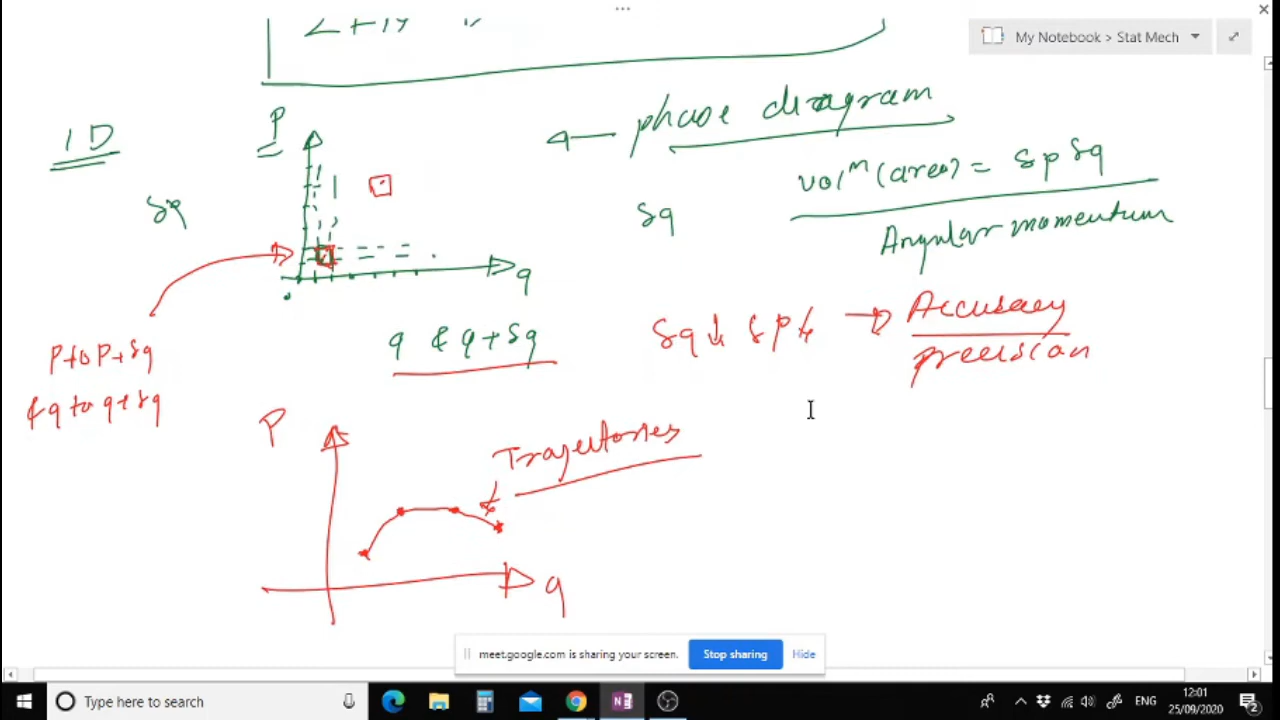 My Notebook > Stat Mech
phase diagram
1D
P
vol^m (area) = δp δq
δq
δq
Angular momentum
q
P to P+δq
& q to q+δq
q & q+δq
δq↓ δp↓ → Accuracy
precision
P
Trajectories
q
meet.google.com is sharing your screen.
Stop sharing
Hide
Type here to search
ENG
12:01
25/09/2020
2